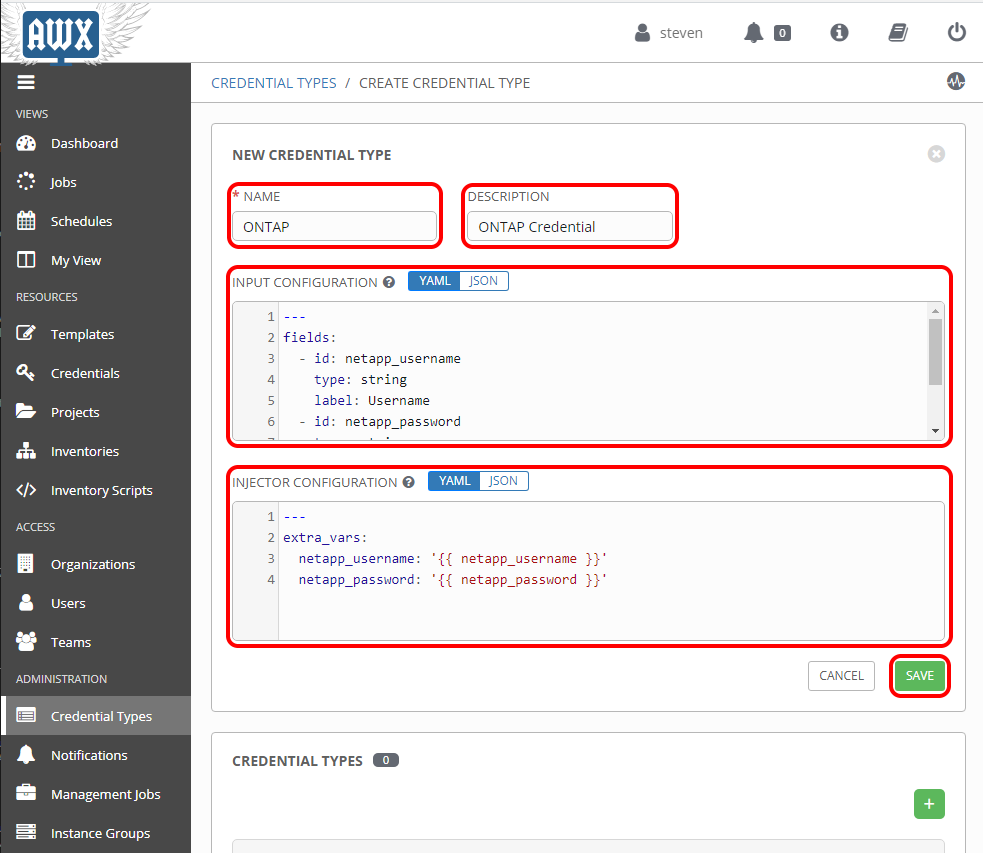 AWX
steven
0
VIEWS
Dashboard
Jobs
Schedules
My View
RESOURCES
Templates
Credentials
Projects
Inventories
Inventory Scripts
ACCESS
Organizations
Users
Teams
ADMINISTRATION
Credential Types
Notifications
Management Jobs
Instance Groups
CREDENTIAL TYPES / CREATE CREDENTIAL TYPE
NEW CREDENTIAL TYPE
* NAME
ONTAP
DESCRIPTION
ONTAP Credential
INPUT CONFIGURATION ? YAML JSON
1 ---
2 fields:
3   - id: netapp_username
4     type: string
5     label: Username
6   - id: netapp_password
INJECTOR CONFIGURATION ? YAML JSON
1 ---
2 extra_vars:
3   netapp_username: '{{ netapp_username }}'
4   netapp_password: '{{ netapp_password }}'
CANCEL SAVE
CREDENTIAL TYPES 0
+